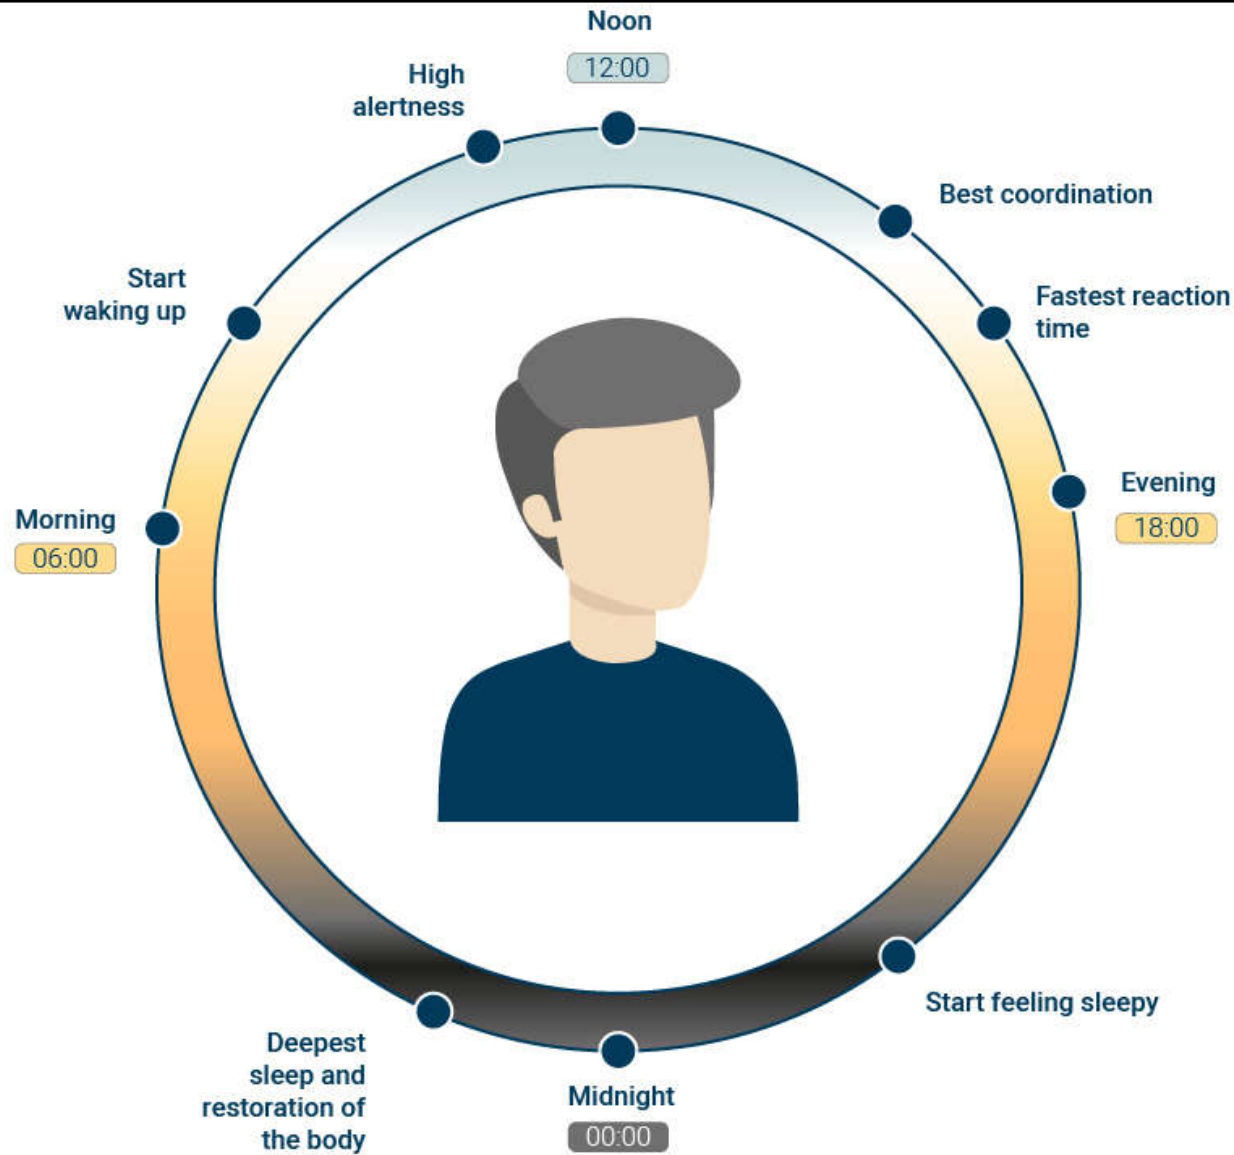 Noon
12:00
High
alertness
Best coordination
Start
waking up
Fastest reaction
time
Evening
18:00
Morning
06:00
Start feeling sleepy
Deepest
sleep and
restoration of
the body
Midnight
00:00